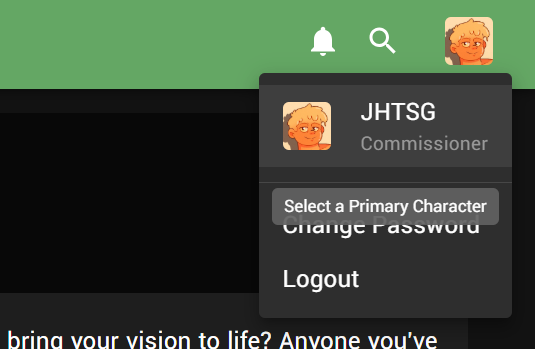 JHTSG
Commissioner
Select a Primary Character
Change Password
Logout
bring your vision to life? Anyone you've